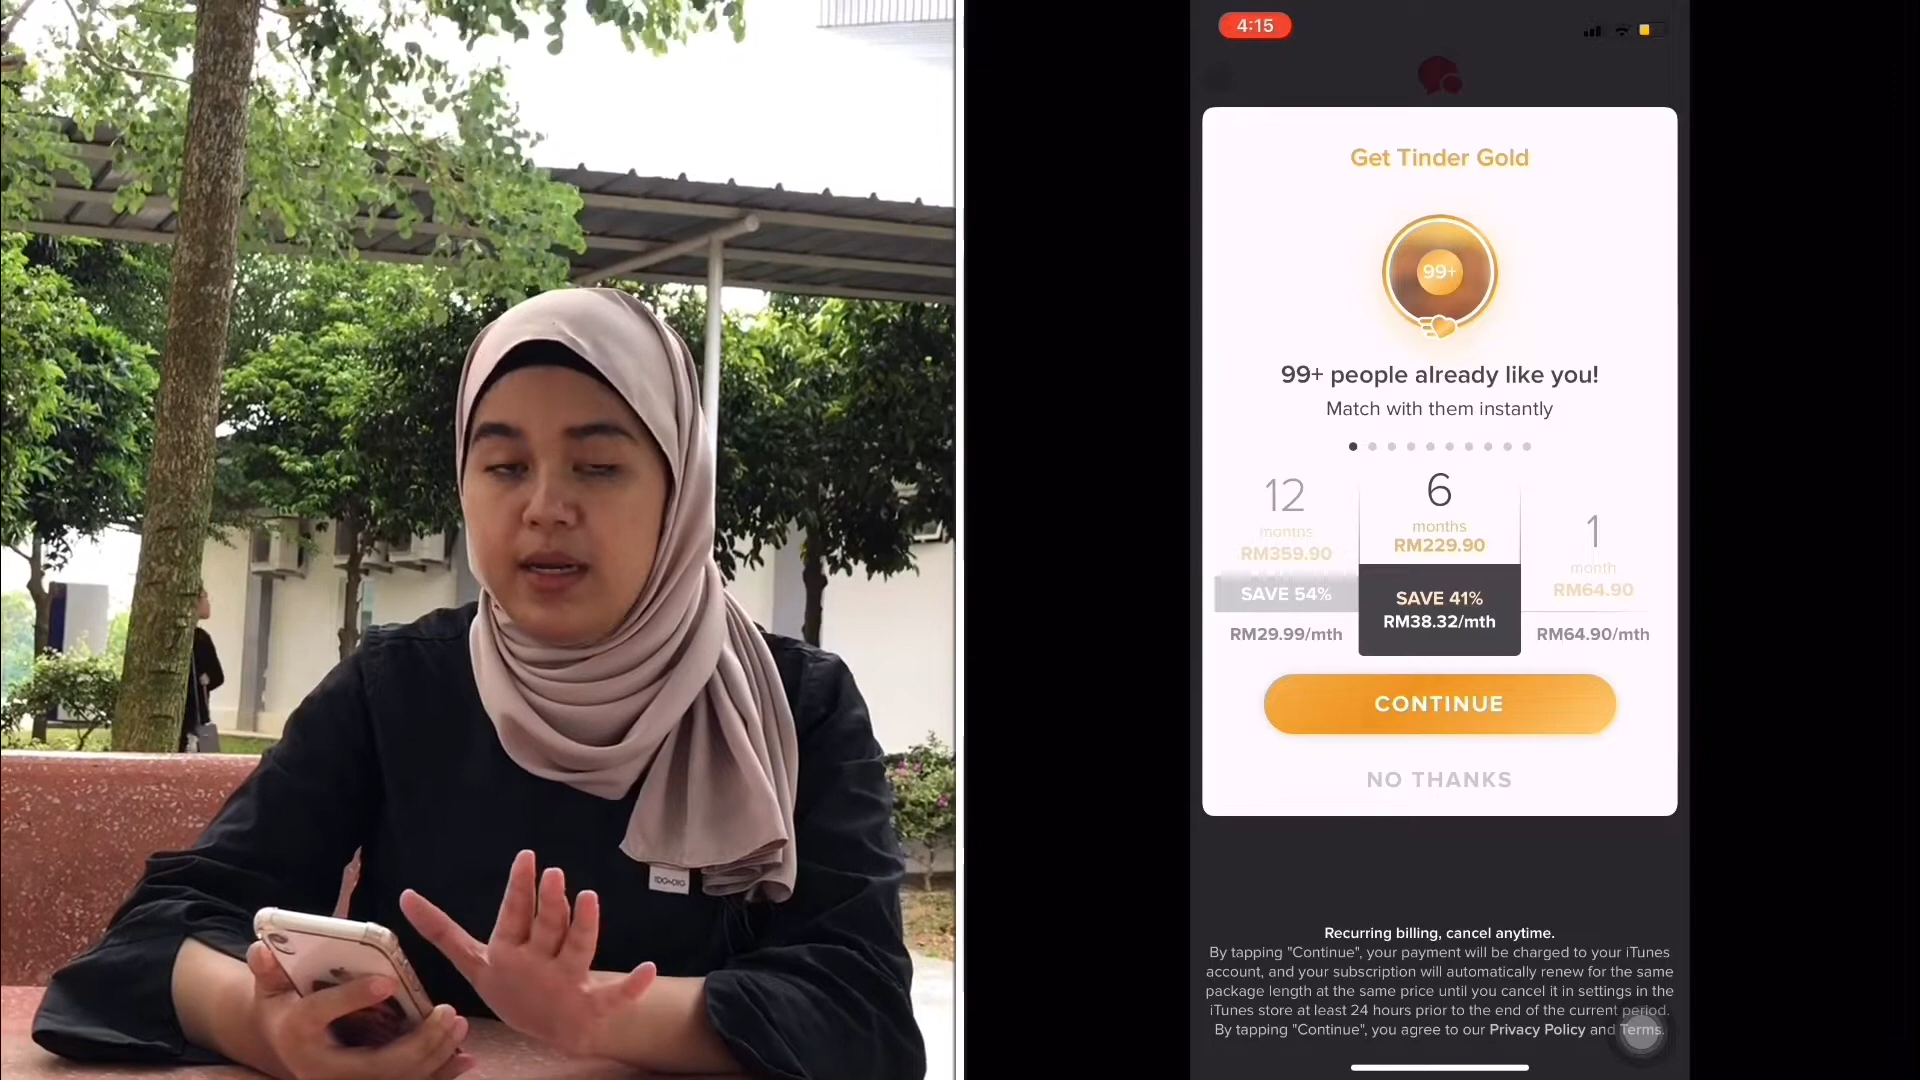 4:15
Get Tinder Gold
99+
99+ people already like you!
Match with them instantly
12
months
RM359.90
SAVE 54%
RM29.99/mth
6
months
RM229.90
SAVE 41%
RM38.32/mth
1
month
RM64.90
RM64.90/mth
CONTINUE
NO THANKS
Recurring billing, cancel anytime.
By tapping "Continue", your payment will be charged to your iTunes
account, and your subscription will automatically renew for the same
package length at the same price until you cancel it in settings in the
iTunes store at least 24 hours prior to the end of the current period.
By tapping "Continue", you agree to our Privacy Policy and Terms.